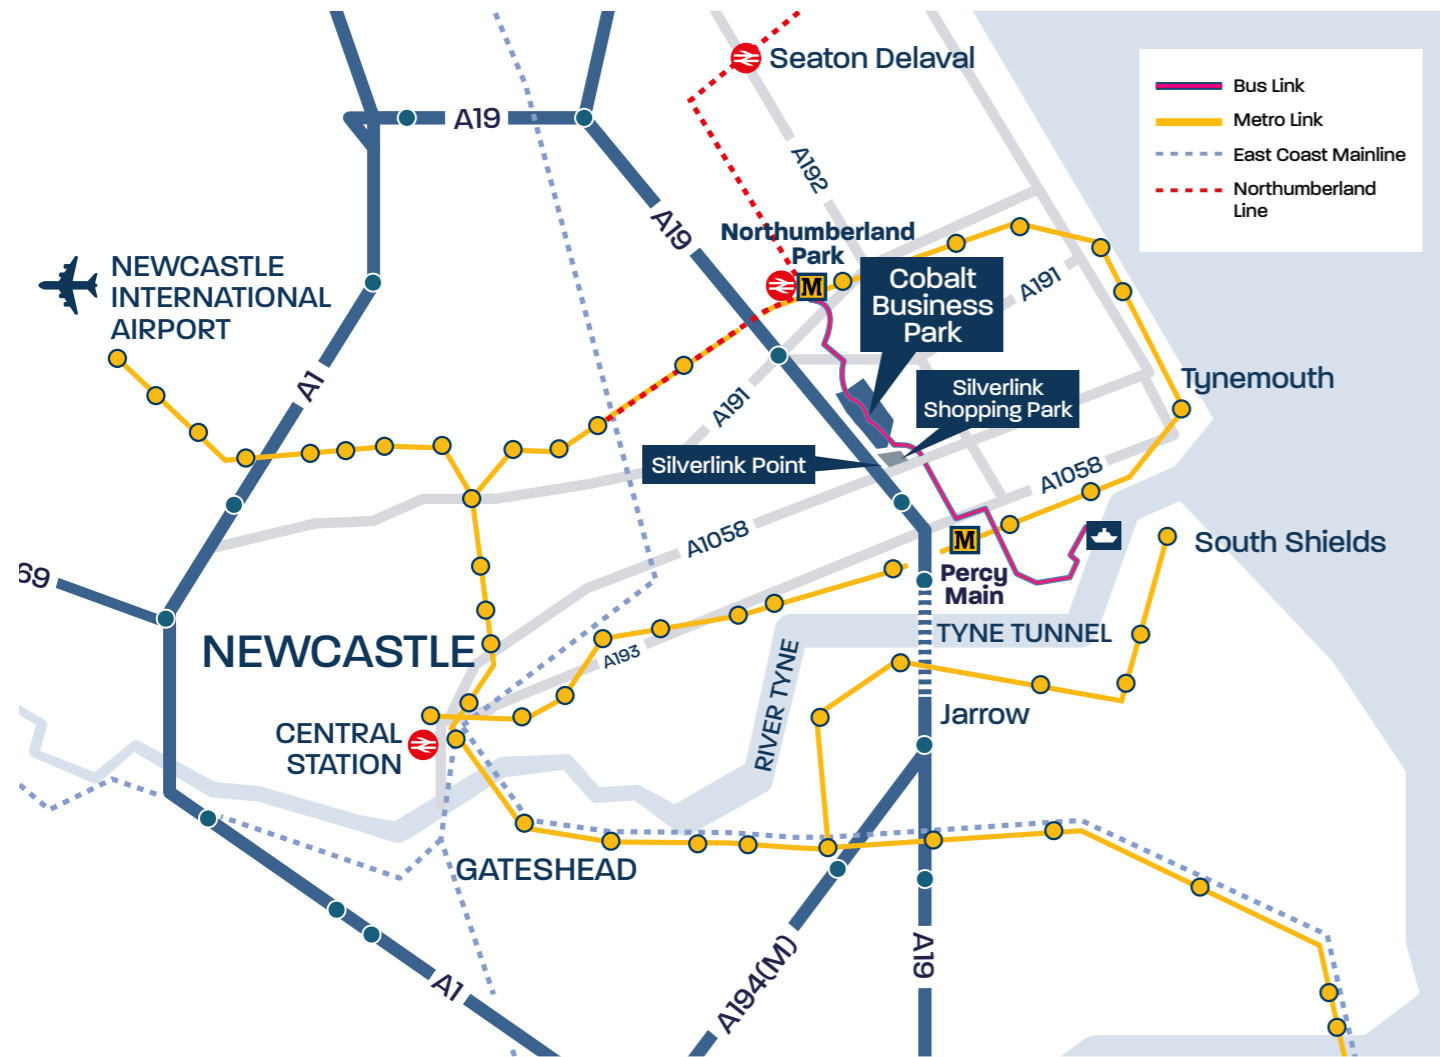 Seaton Delaval
Bus Link
Metro Link
East Coast Mainline
Northumberland
Line
A19
A192
A19
Northumberland
Park
M
NEWCASTLE
INTERNATIONAL
AIRPORT
Cobalt
Business
Park
A191
A1
A191
Silverlink
Shopping Park
Tynemouth
Silverlink Point
A1058
A1058
M
Percy
Main
South Shields
69
NEWCASTLE
TYNE TUNNEL
A193
RIVER TYNE
Jarrow
CENTRAL
STATION
GATESHEAD
A1
A194(M)
A19